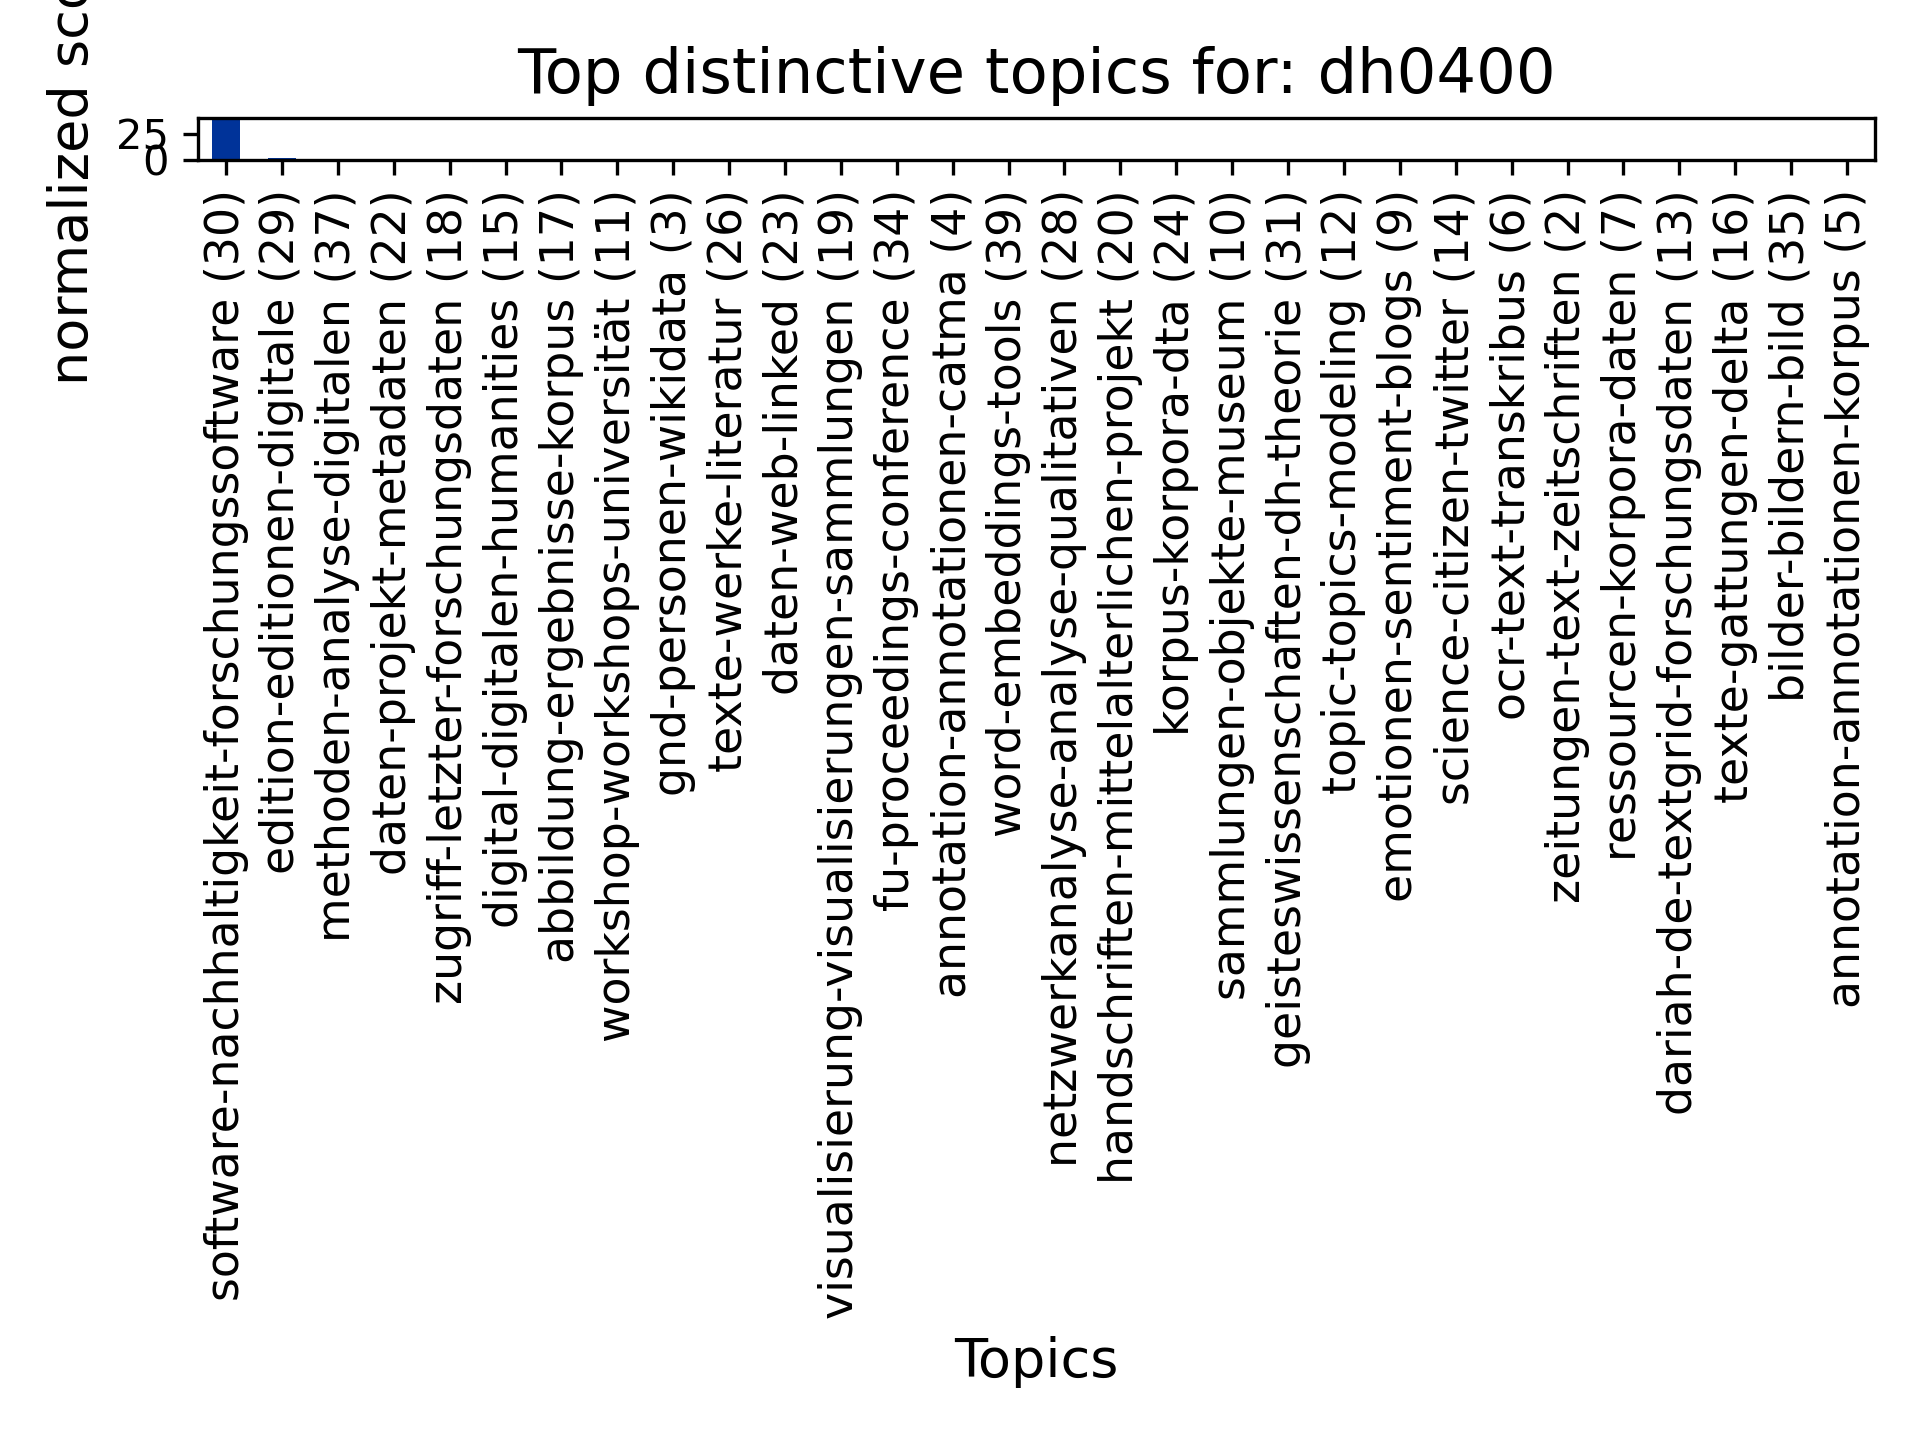 Top distinctive topics for: dh0400
normalized sco
25
0
software-nachhaltigkeit-forschungssoftware (30)
edition-editionen-digitale (29)
methoden-analyse-digitalen (37)
daten-projekt-metadaten (22)
zugriff-letzter-forschungsdaten (18)
digital-digitalen-humanities (15)
abbildung-ergebnisse-korpus (17)
workshop-workshops-universität (11)
gnd-personen-wikidata (3)
texte-werke-literatur (26)
daten-web-linked (23)
visualisierung-visualisierungen-sammlungen (19)
fu-proceedings-conference (34)
annotation-annotationen-catma (4)
word-embeddings-tools (39)
netzwerkanalyse-analyse-qualitativen (28)
handschriften-mittelalterlichen-projekt (20)
korpus-korpora-dta (24)
sammlungen-objekte-museum (10)
geisteswissenschaften-dh-theorie (31)
topic-topics-modeling (12)
emotionen-sentiment-blogs (9)
science-citizen-twitter (14)
ocr-text-transkribus (6)
zeitungen-text-zeitschriften (2)
ressourcen-korpora-daten (7)
dariah-de-textgrid-forschungsdaten (13)
texte-gattungen-delta (16)
bilder-bildern-bild (35)
annotation-annotationen-korpus (5)
Topics